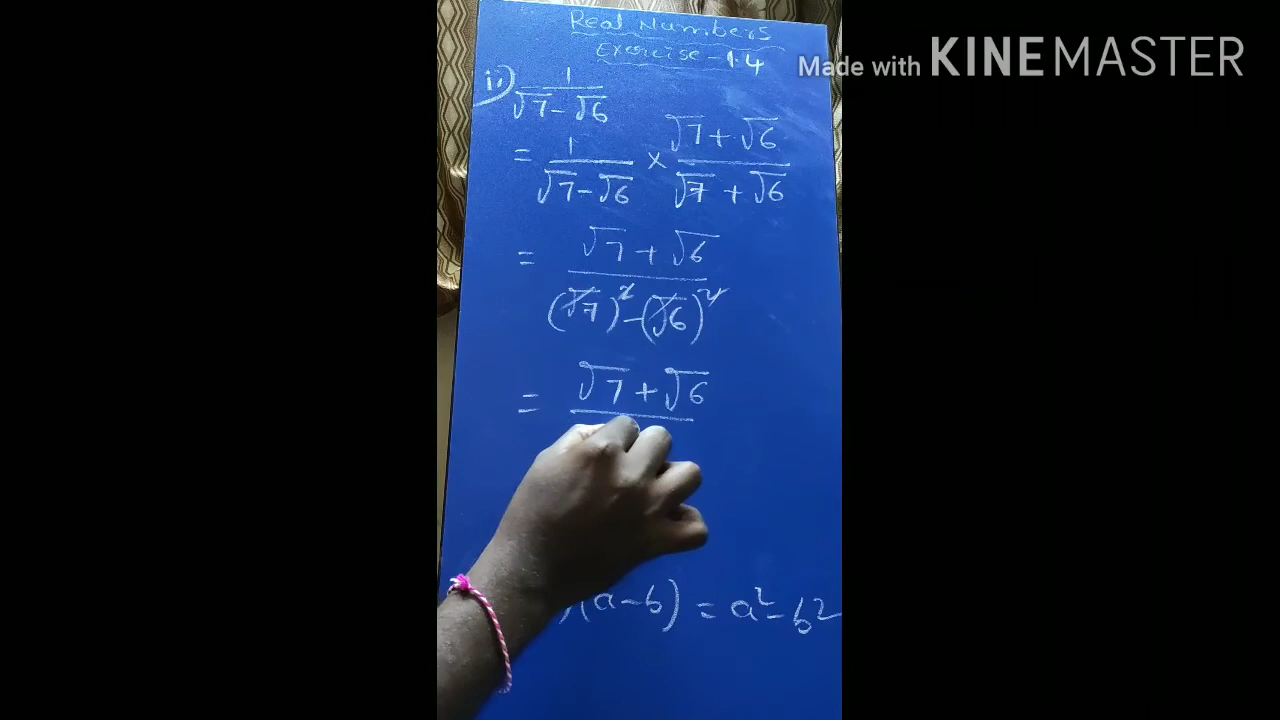 Real Numbers
Exercise - 1.4
Made with KINEMASTER
ii) 1/(√7-√6)
= 1/(√7-√6) × (√7+√6)/(√7+√6)
= (√7+√6)/((√7)²-(√6)²)
= √7+√6
)(a-b) = a²-b²